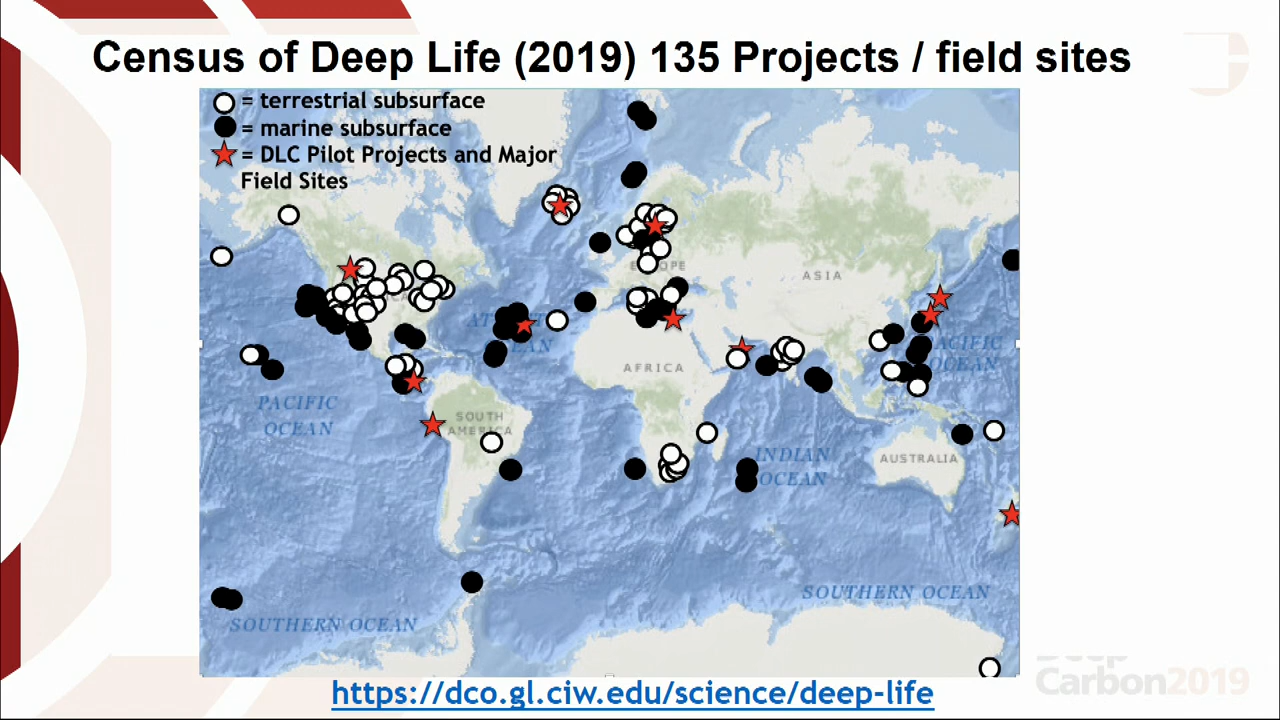 Census of Deep Life (2019) 135 Projects / field sites
= terrestrial subsurface
= marine subsurface
= DLC Pilot Projects and Major
Field Sites
EUROPE
ASIA
PACIFIC
OCEAN
AFRICA
PACIFIC
OCEAN
SOUTH
AMERICA
INDIAN
OCEAN
AUSTRALIA
SOUTHERN OCEAN
SOUTHERN OCEAN
Carbon2019
https://dco.gl.ciw.edu/science/deep-life